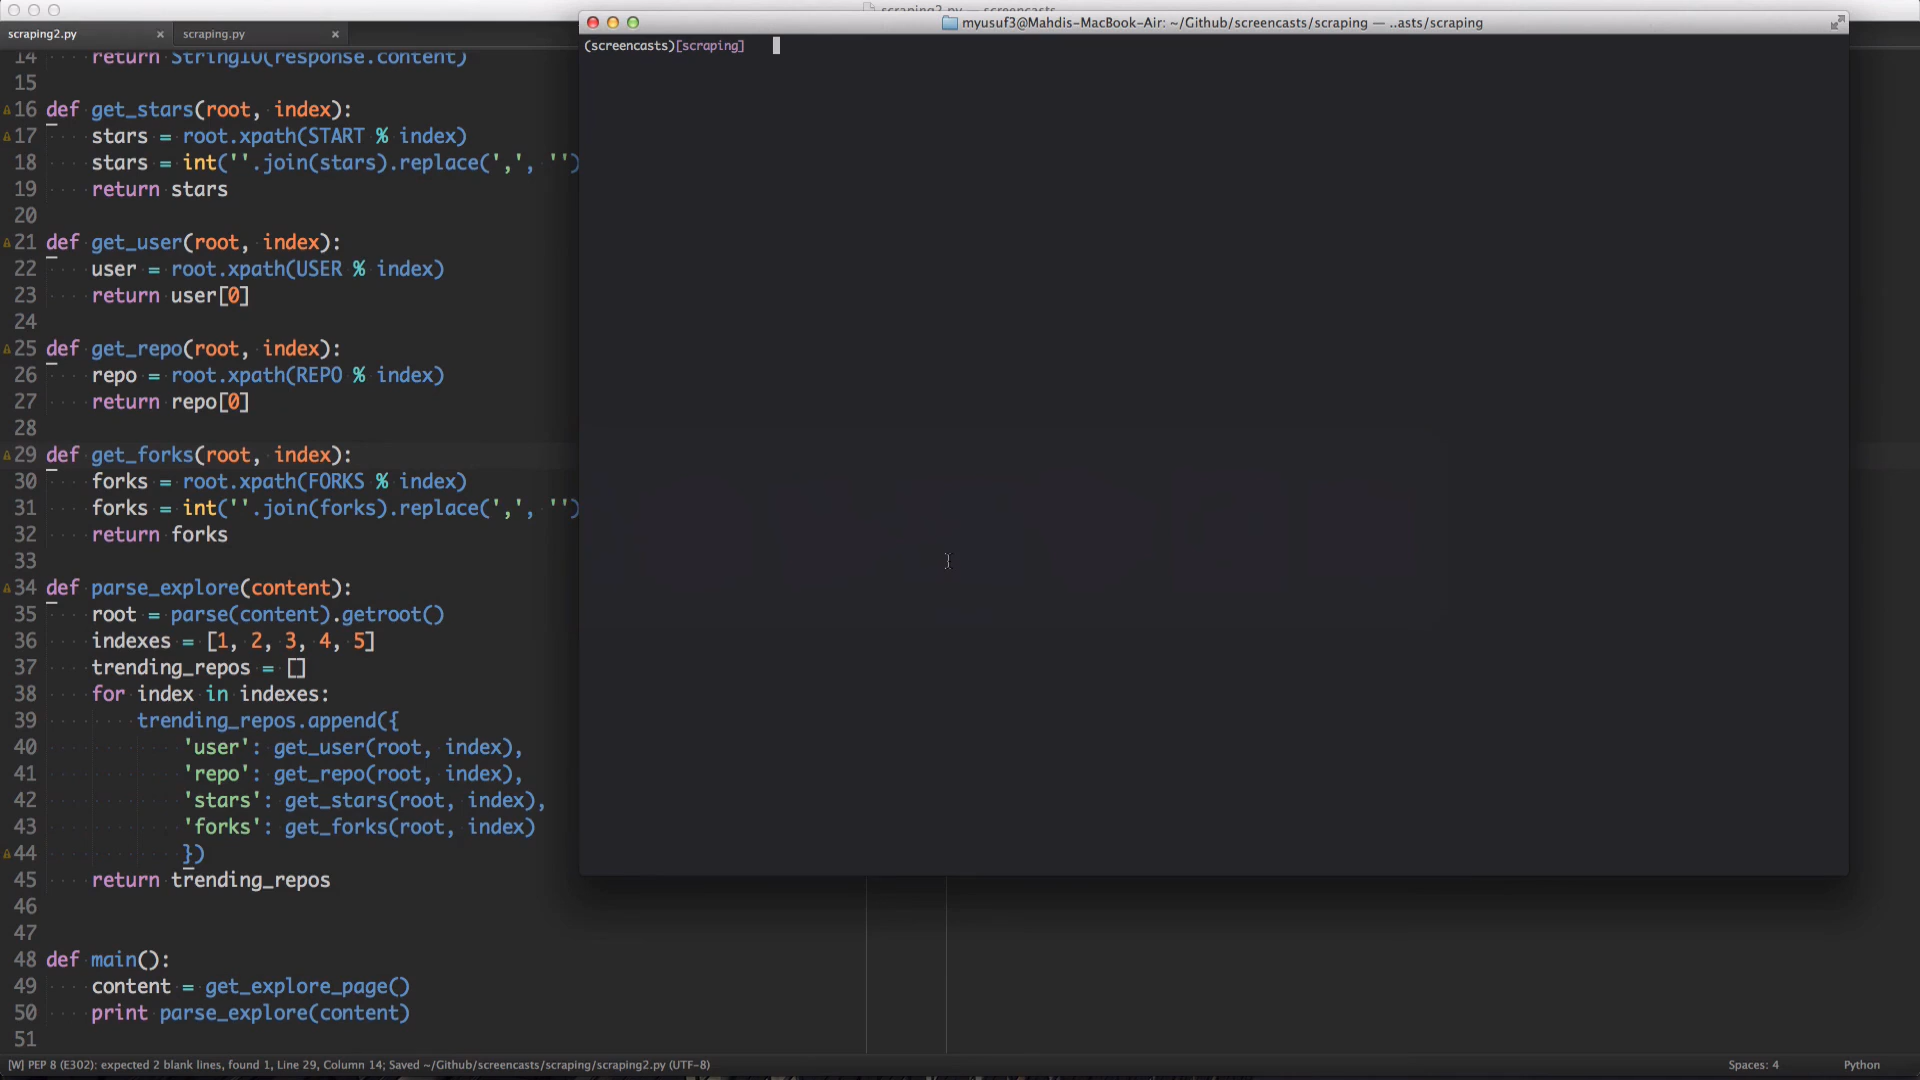 scraping2.py — screencasts
scraping2.py × scraping.py ×
myusuf3@Mahdis-MacBook-Air: ~/Github/screencasts/scraping — ..asts/scraping
(screencasts)[scraping]
14 return StringIO(response.content)
15
16 def get_stars(root, index):
17 stars = root.xpath(START % index)
18 stars = int(''.join(stars).replace(',', '')
19 return stars
20
21 def get_user(root, index):
22 user = root.xpath(USER % index)
23 return user[0]
24
25 def get_repo(root, index):
26 repo = root.xpath(REPO % index)
27 return repo[0]
28
29 def get_forks(root, index):
30 forks = root.xpath(FORKS % index)
31 forks = int(''.join(forks).replace(',', '')
32 return forks
33
34 def parse_explore(content):
35 root = parse(content).getroot()
36 indexes = [1, 2, 3, 4, 5]
37 trending_repos = []
38 for index in indexes:
39 trending_repos.append({
40 'user': get_user(root, index),
41 'repo': get_repo(root, index),
42 'stars': get_stars(root, index),
43 'forks': get_forks(root, index)
44 })
45 return trending_repos
46
47
48 def main():
49 content = get_explore_page()
50 print parse_explore(content)
51
[W] PEP 8 (E302): expected 2 blank lines, found 1, Line 29, Column 14; Saved ~/Github/screencasts/scraping/scraping2.py (UTF-8) Spaces: 4 Python